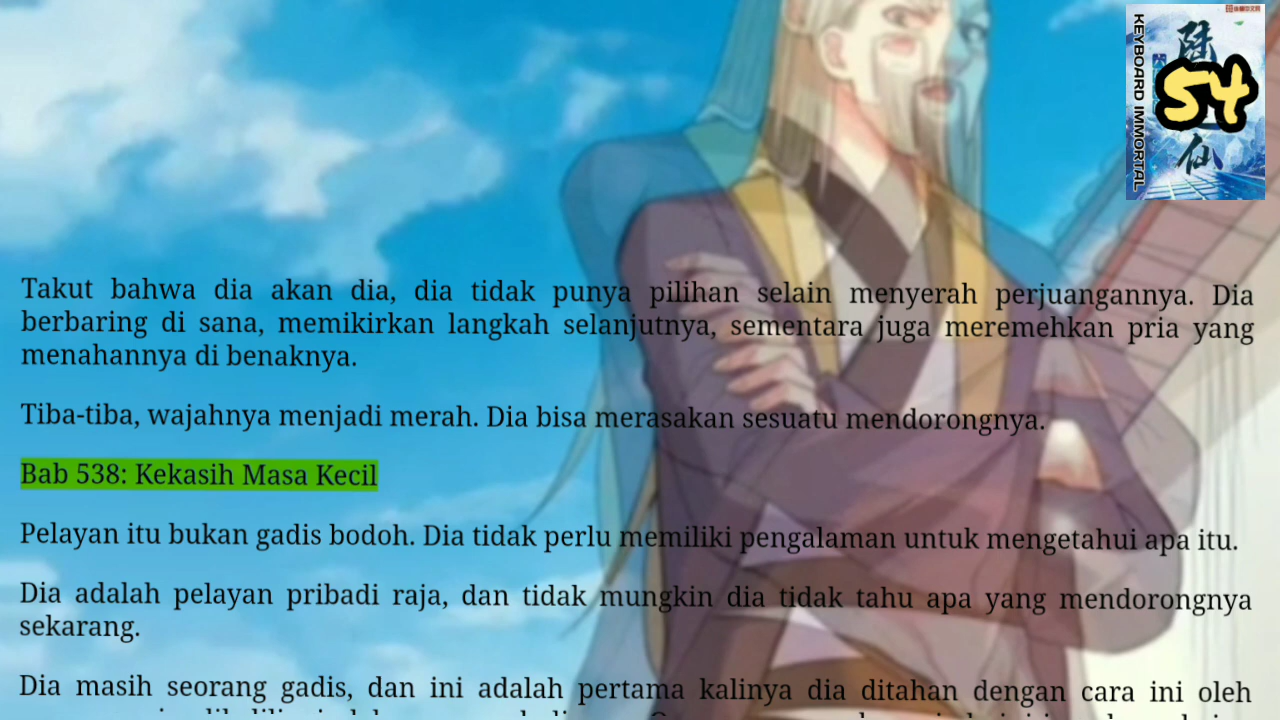 KEYBOARD IMMORTAL
54
仙
Takut bahwa dia akan dia, dia tidak punya pilihan selain menyerah perjuangannya. Dia
berbaring di sana, memikirkan langkah selanjutnya, sementara juga meremehkan pria yang
menahannya di benaknya.
Tiba-tiba, wajahnya menjadi merah. Dia bisa merasakan sesuatu mendorongnya.
Bab 538: Kekasih Masa Kecil
Pelayan itu bukan gadis bodoh. Dia tidak perlu memiliki pengalaman untuk mengetahui apa itu.
Dia adalah pelayan pribadi raja, dan tidak mungkin dia tidak tahu apa yang mendorongnya
sekarang.
Dia masih seorang gadis, dan ini adalah pertama kalinya dia ditahan dengan cara ini oleh